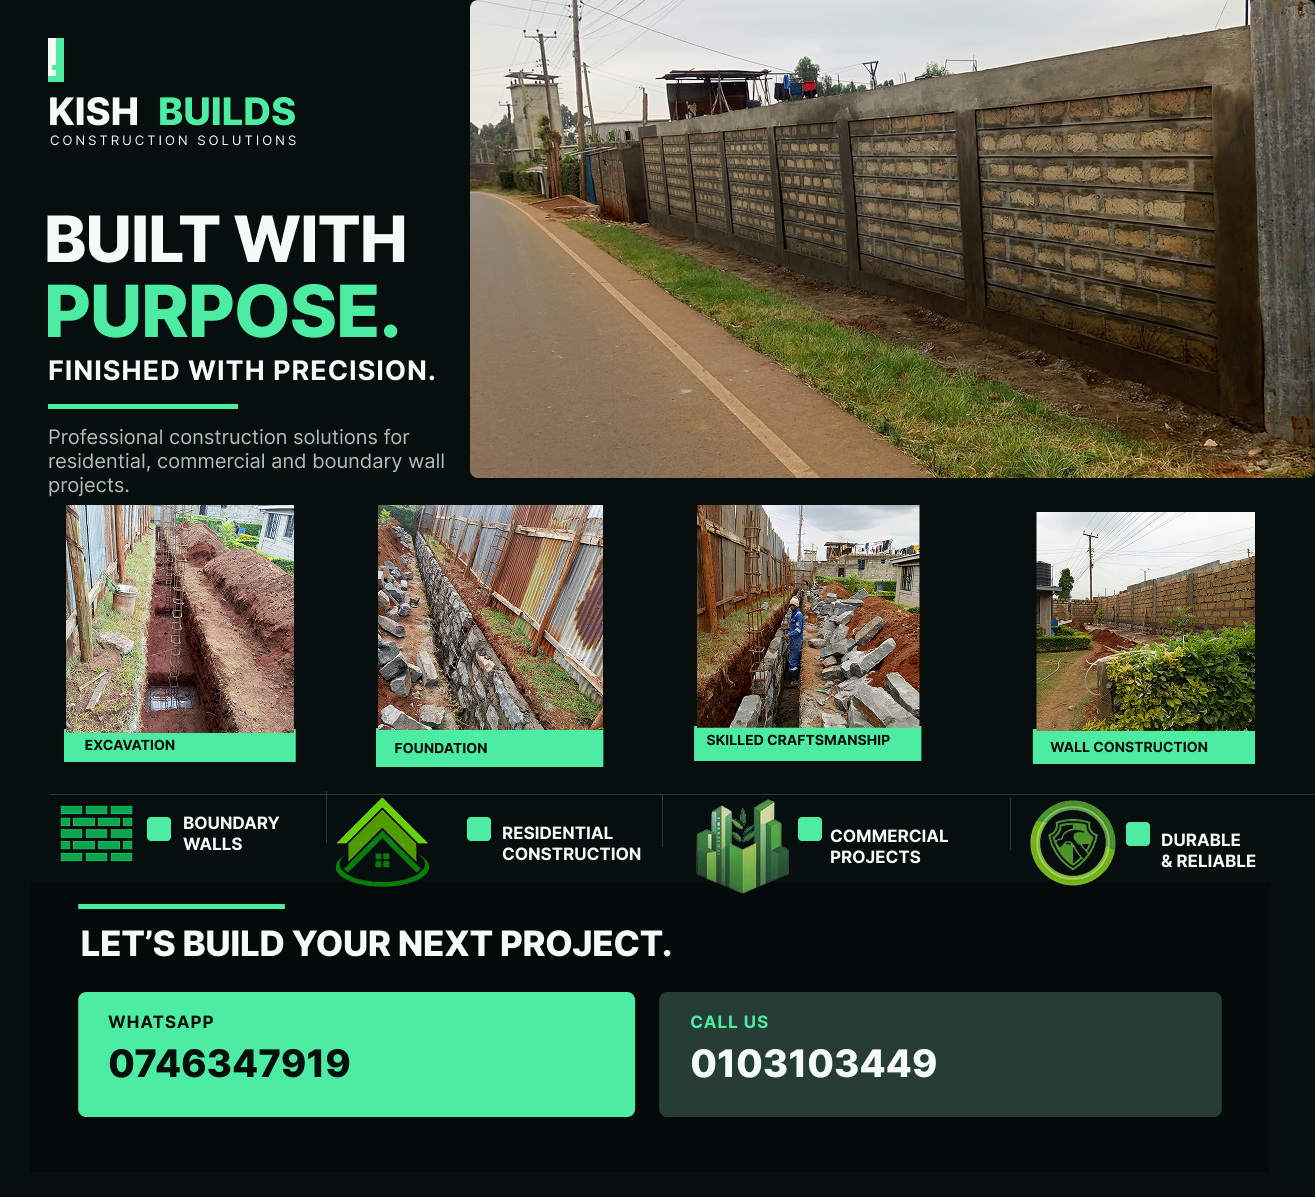 KISH BUILDS
CONSTRUCTION SOLUTIONS
BUILT WITH
PURPOSE.
FINISHED WITH PRECISION.
Professional construction solutions for
residential, commercial and boundary wall
projects.
EXCAVATION
FOUNDATION
SKILLED CRAFTSMANSHIP
WALL CONSTRUCTION
BOUNDARY
WALLS
RESIDENTIAL
CONSTRUCTION
COMMERCIAL
PROJECTS
DURABLE
& RELIABLE
LET’S BUILD YOUR NEXT PROJECT.
WHATSAPP
0746347919
CALL US
0103103449